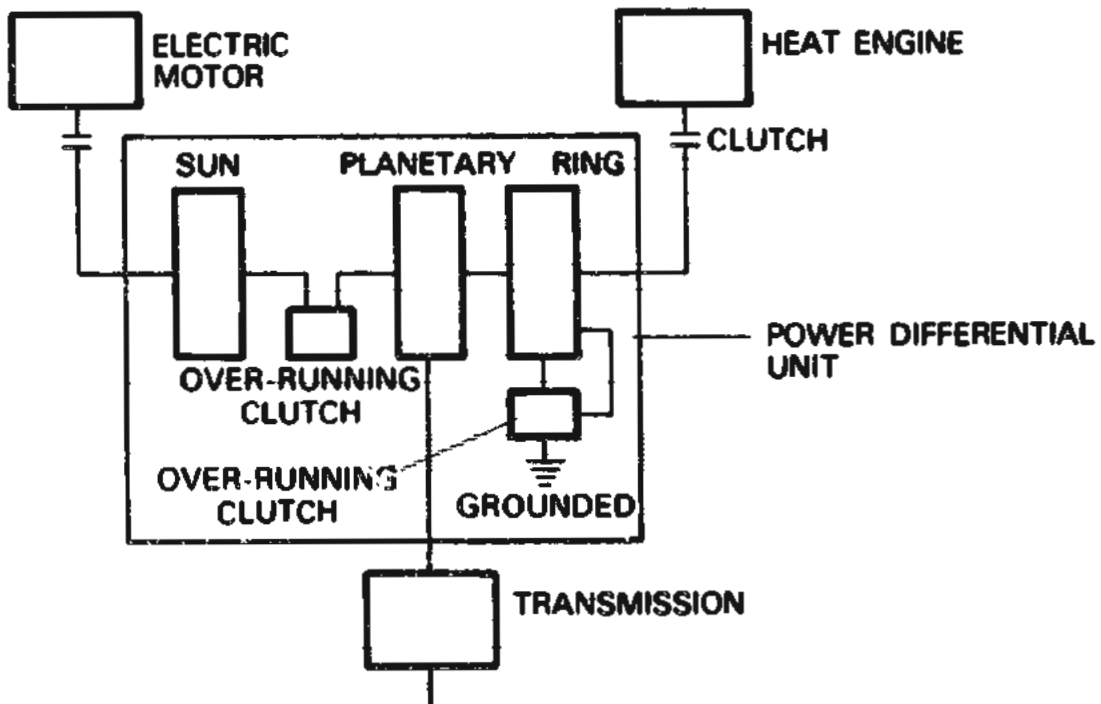 ELECTRIC
MOTOR
HEAT ENGINE
CLUTCH
SUN
PLANETARY
RING
POWER DIFFERENTIAL
UNIT
OVER-RUNNING
CLUTCH
OVER-RUNNING
CLUTCH
GROUNDED
TRANSMISSION